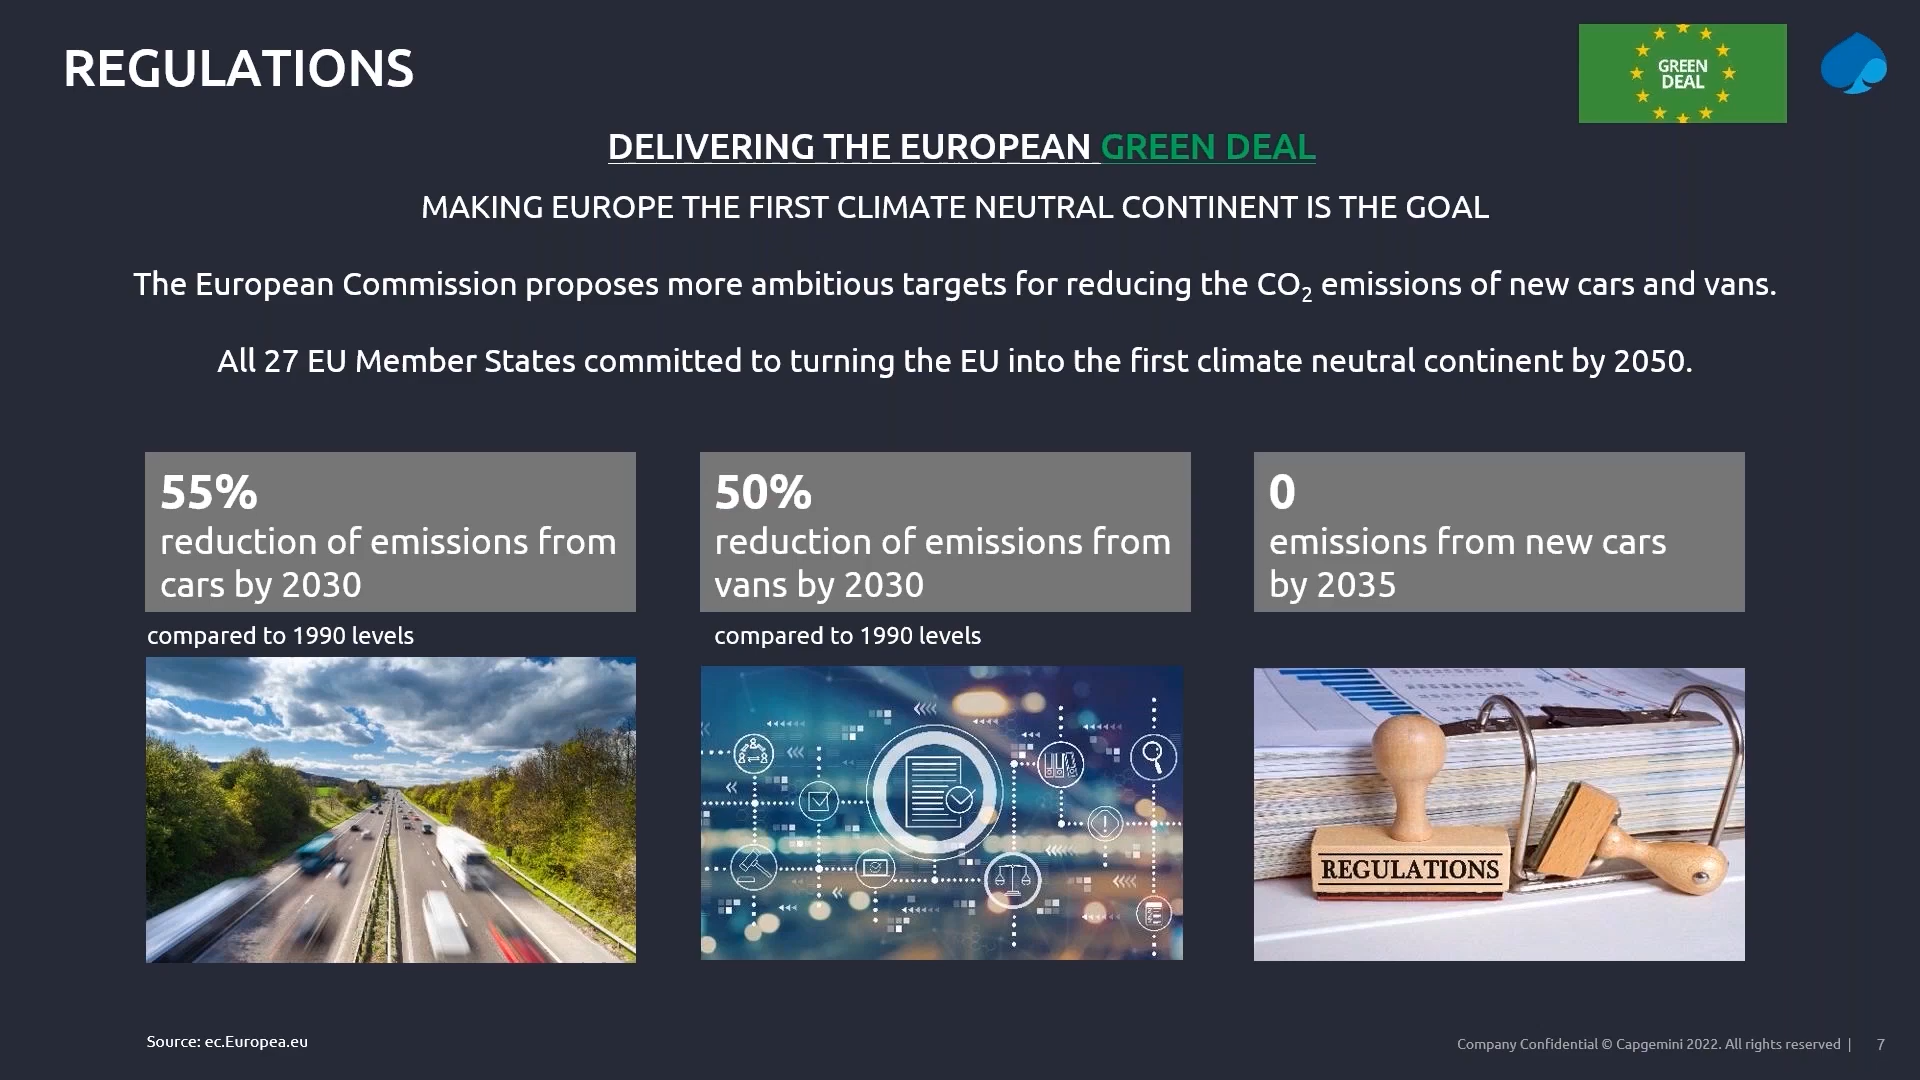 REGULATIONS
GREEN
DEAL
DELIVERING THE EUROPEAN GREEN DEAL
MAKING EUROPE THE FIRST CLIMATE NEUTRAL CONTINENT IS THE GOAL
The European Commission proposes more ambitious targets for reducing the CO₂ emissions of new cars and vans.
All 27 EU Member States committed to turning the EU into the first climate neutral continent by 2050.
55%
reduction of emissions from
cars by 2030
compared to 1990 levels
50%
reduction of emissions from
vans by 2030
compared to 1990 levels
0
emissions from new cars
by 2035
REGULATIONS
Source: ec.Europea.eu
Company Confidential © Capgemini 2022. All rights reserved | 7